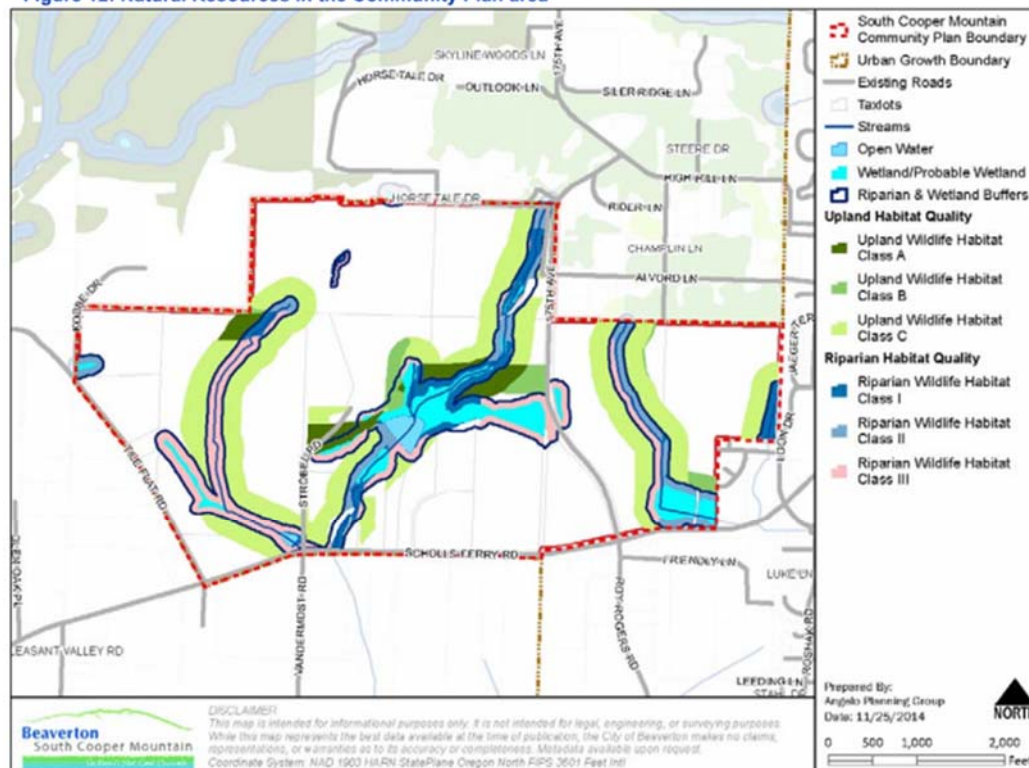 Figure 12. Natural Resources in the Community Plan area
SKYLINE/WOODS LN
HORSE TALE DR
OUTLOOK LN
175TH AVE
SILER RIDGE LN
STEERE DR
HIGH HILL LN
HORSE TALE DR
RIDER LN
CHAMPLIN LN
ALVORD LN
175TH AVE
KOBBE DR
JAEGER
LOON DR
TILE FLAT RD
STROBEL RD
SCHOLLS FERRY RD
FRIENDLY LN
LUKE LN
VANDERMOST RD
ROY ROGERS RD
ROSHAK RD
LEASANT VALLEY RD
LEEDING LN
South Cooper Mountain
Community Plan Boundary
Urban Growth Boundary
Existing Roads
Taxlots
Streams
Open Water
Wetland/Probable Wetland
Riparian & Wetland Buffers
Upland Habitat Quality
Upland Wildlife Habitat
Class A
Upland Wildlife Habitat
Class B
Upland Wildlife Habitat
Class C
Riparian Habitat Quality
Riparian Wildlife Habitat
Class I
Riparian Wildlife Habitat
Class II
Riparian Wildlife Habitat
Class III
Prepared By:
Angelo Planning Group
Date: 11/25/2014
NORTH
0 500 1,000 2,000
Feet
Beaverton
South Cooper Mountain
DISCLAIMER
This map is intended for informational purposes only. It is not intended for legal, engineering, or surveying purposes.
While this map represents the best data available at the time of publication, the City of Beaverton makes no claims,
representations, or warranties as to its accuracy or completeness. Metadata available upon request.
Coordinate System: NAD 1983 HARN StatePlane Oregon North FIPS 3601 Feet Intl